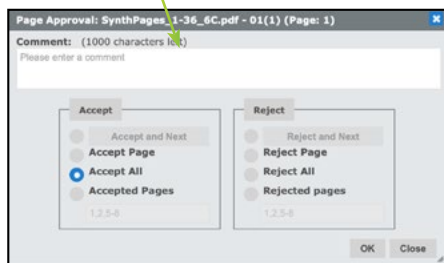 Page Approval: SynthPages_1-36_6C.pdf - 01(1) (Page: 1)
Comment: (1000 characters left)
Please enter a comment
Accept
Accept and Next
Accept Page
Accept All
Accepted Pages
1,2,5-8
Reject
Reject and Next
Reject Page
Reject All
Rejected pages
1,2,5-8
OK Close